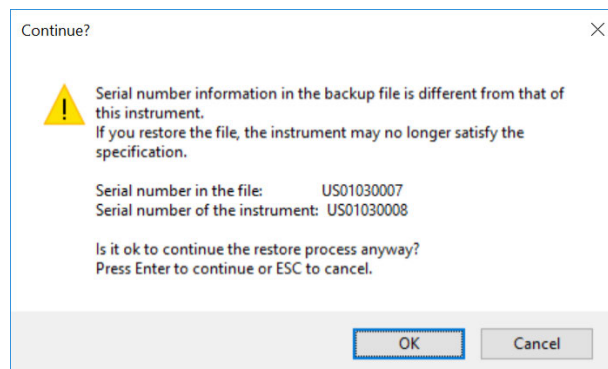 Continue?
Serial number information in the backup file is different from that of
this instrument.
If you restore the file, the instrument may no longer satisfy the
specification.
Serial number in the file: US01030007
Serial number of the instrument: US01030008
Is it ok to continue the restore process anyway?
Press Enter to continue or ESC to cancel.
OK Cancel